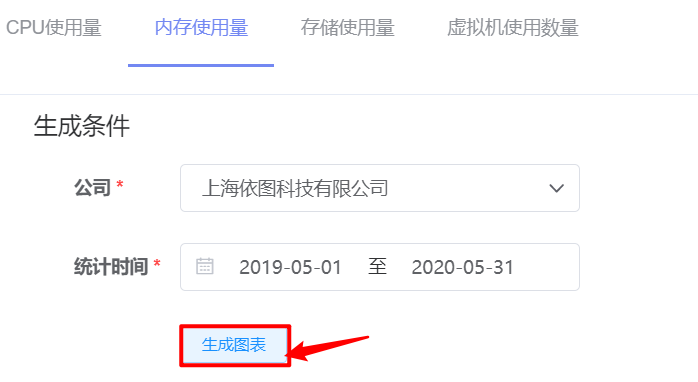 CPU使用量 内存使用量 存储使用量 虚拟机使用数量
生成条件
公司 * 上海依图科技有限公司
统计时间 * 2019-05-01 至 2020-05-31
生成图表